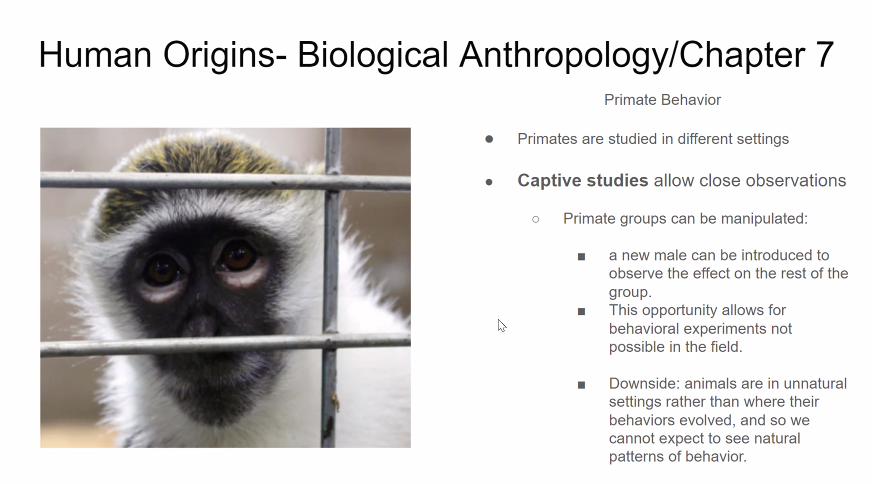 Human Origins- Biological Anthropology/Chapter 7
Primate Behavior
● Primates are studied in different settings
● Captive studies allow close observations
○ Primate groups can be manipulated:
■ a new male can be introduced to
observe the effect on the rest of the
group.
■ This opportunity allows for
behavioral experiments not
possible in the field.
■ Downside: animals are in unnatural
settings rather than where their
behaviors evolved, and so we
cannot expect to see natural
patterns of behavior.